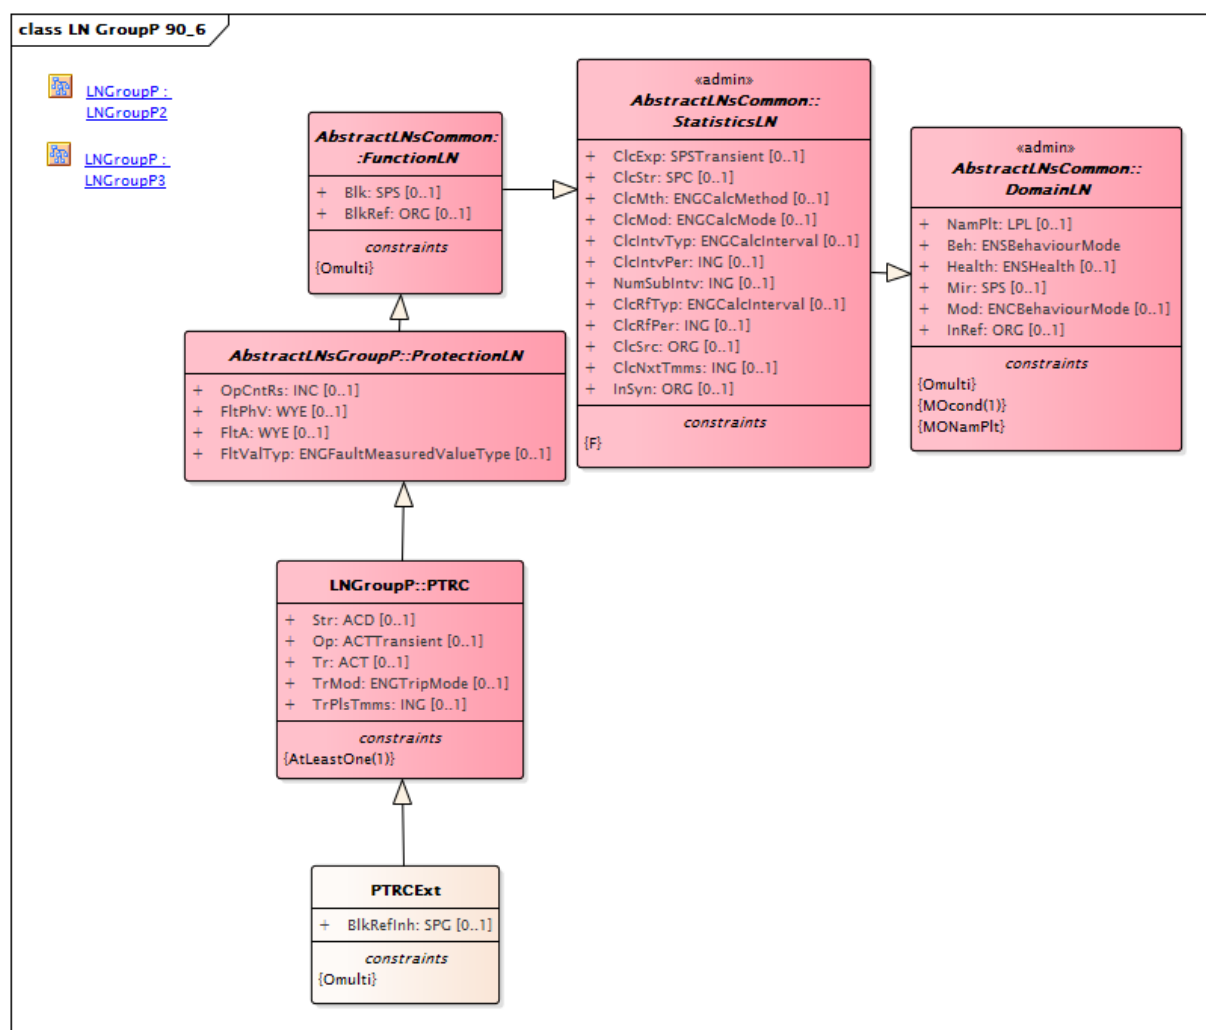 class LN GroupP 90_6
LNGroupP :
LNGroupP2
LNGroupP :
LNGroupP3
AbstractLNsCommon:
:FunctionLN
+ Blk: SPS [0..1]
+ BlkRef: ORG [0..1]
constraints
{Omulti}
«admin»
AbstractLNsCommon::
StatisticsLN
+ ClcExp: SPSTransient [0..1]
+ ClcStr: SPC [0..1]
+ ClcMth: ENGCalcMethod [0..1]
+ ClcMod: ENGCalcMode [0..1]
+ ClcIntvTyp: ENGCalcInterval [0..1]
+ ClcIntvPer: ING [0..1]
+ NumSubIntv: ING [0..1]
+ ClcRfTyp: ENGCalcInterval [0..1]
+ ClcRfPer: ING [0..1]
+ ClcSrc: ORG [0..1]
+ ClcNxtTmms: ING [0..1]
+ InSyn: ORG [0..1]
constraints
{F}
«admin»
AbstractLNsCommon::
DomainLN
+ NamPlt: LPL [0..1]
+ Beh: ENSBehaviourMode
+ Health: ENSHealth [0..1]
+ Mir: SPS [0..1]
+ Mod: ENCBehaviourMode [0..1]
+ InRef: ORG [0..1]
constraints
{Omulti}
{MOcond(1)}
{MONamPlt}
AbstractLNsGroupP::ProtectionLN
+ OpCntRs: INC [0..1]
+ FltPhV: WYE [0..1]
+ FltA: WYE [0..1]
+ FltValTyp: ENGFaultMeasuredValueType [0..1]
LNGroupP::PTRC
+ Str: ACD [0..1]
+ Op: ACTTransient [0..1]
+ Tr: ACT [0..1]
+ TrMod: ENGTripMode [0..1]
+ TrPlsTmms: ING [0..1]
constraints
{AtLeastOne(1)}
PTRCExt
+ BlkRefInh: SPG [0..1]
constraints
{Omulti}